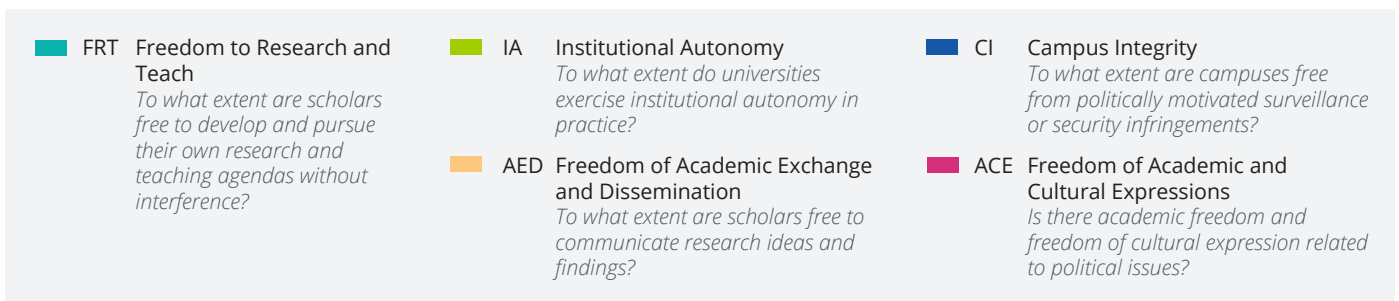 FRT Freedom to Research and
Teach
To what extent are scholars
free to develop and pursue
their own research and
teaching agendas without
interference?
IA Institutional Autonomy
To what extent do universities
exercise institutional autonomy in
practice?
AED Freedom of Academic Exchange
and Dissemination
To what extent are scholars free to
communicate research ideas and
findings?
CI Campus Integrity
To what extent are campuses free
from politically motivated surveillance
or security infringements?
ACE Freedom of Academic and
Cultural Expressions
Is there academic freedom and
freedom of cultural expression related
to political issues?